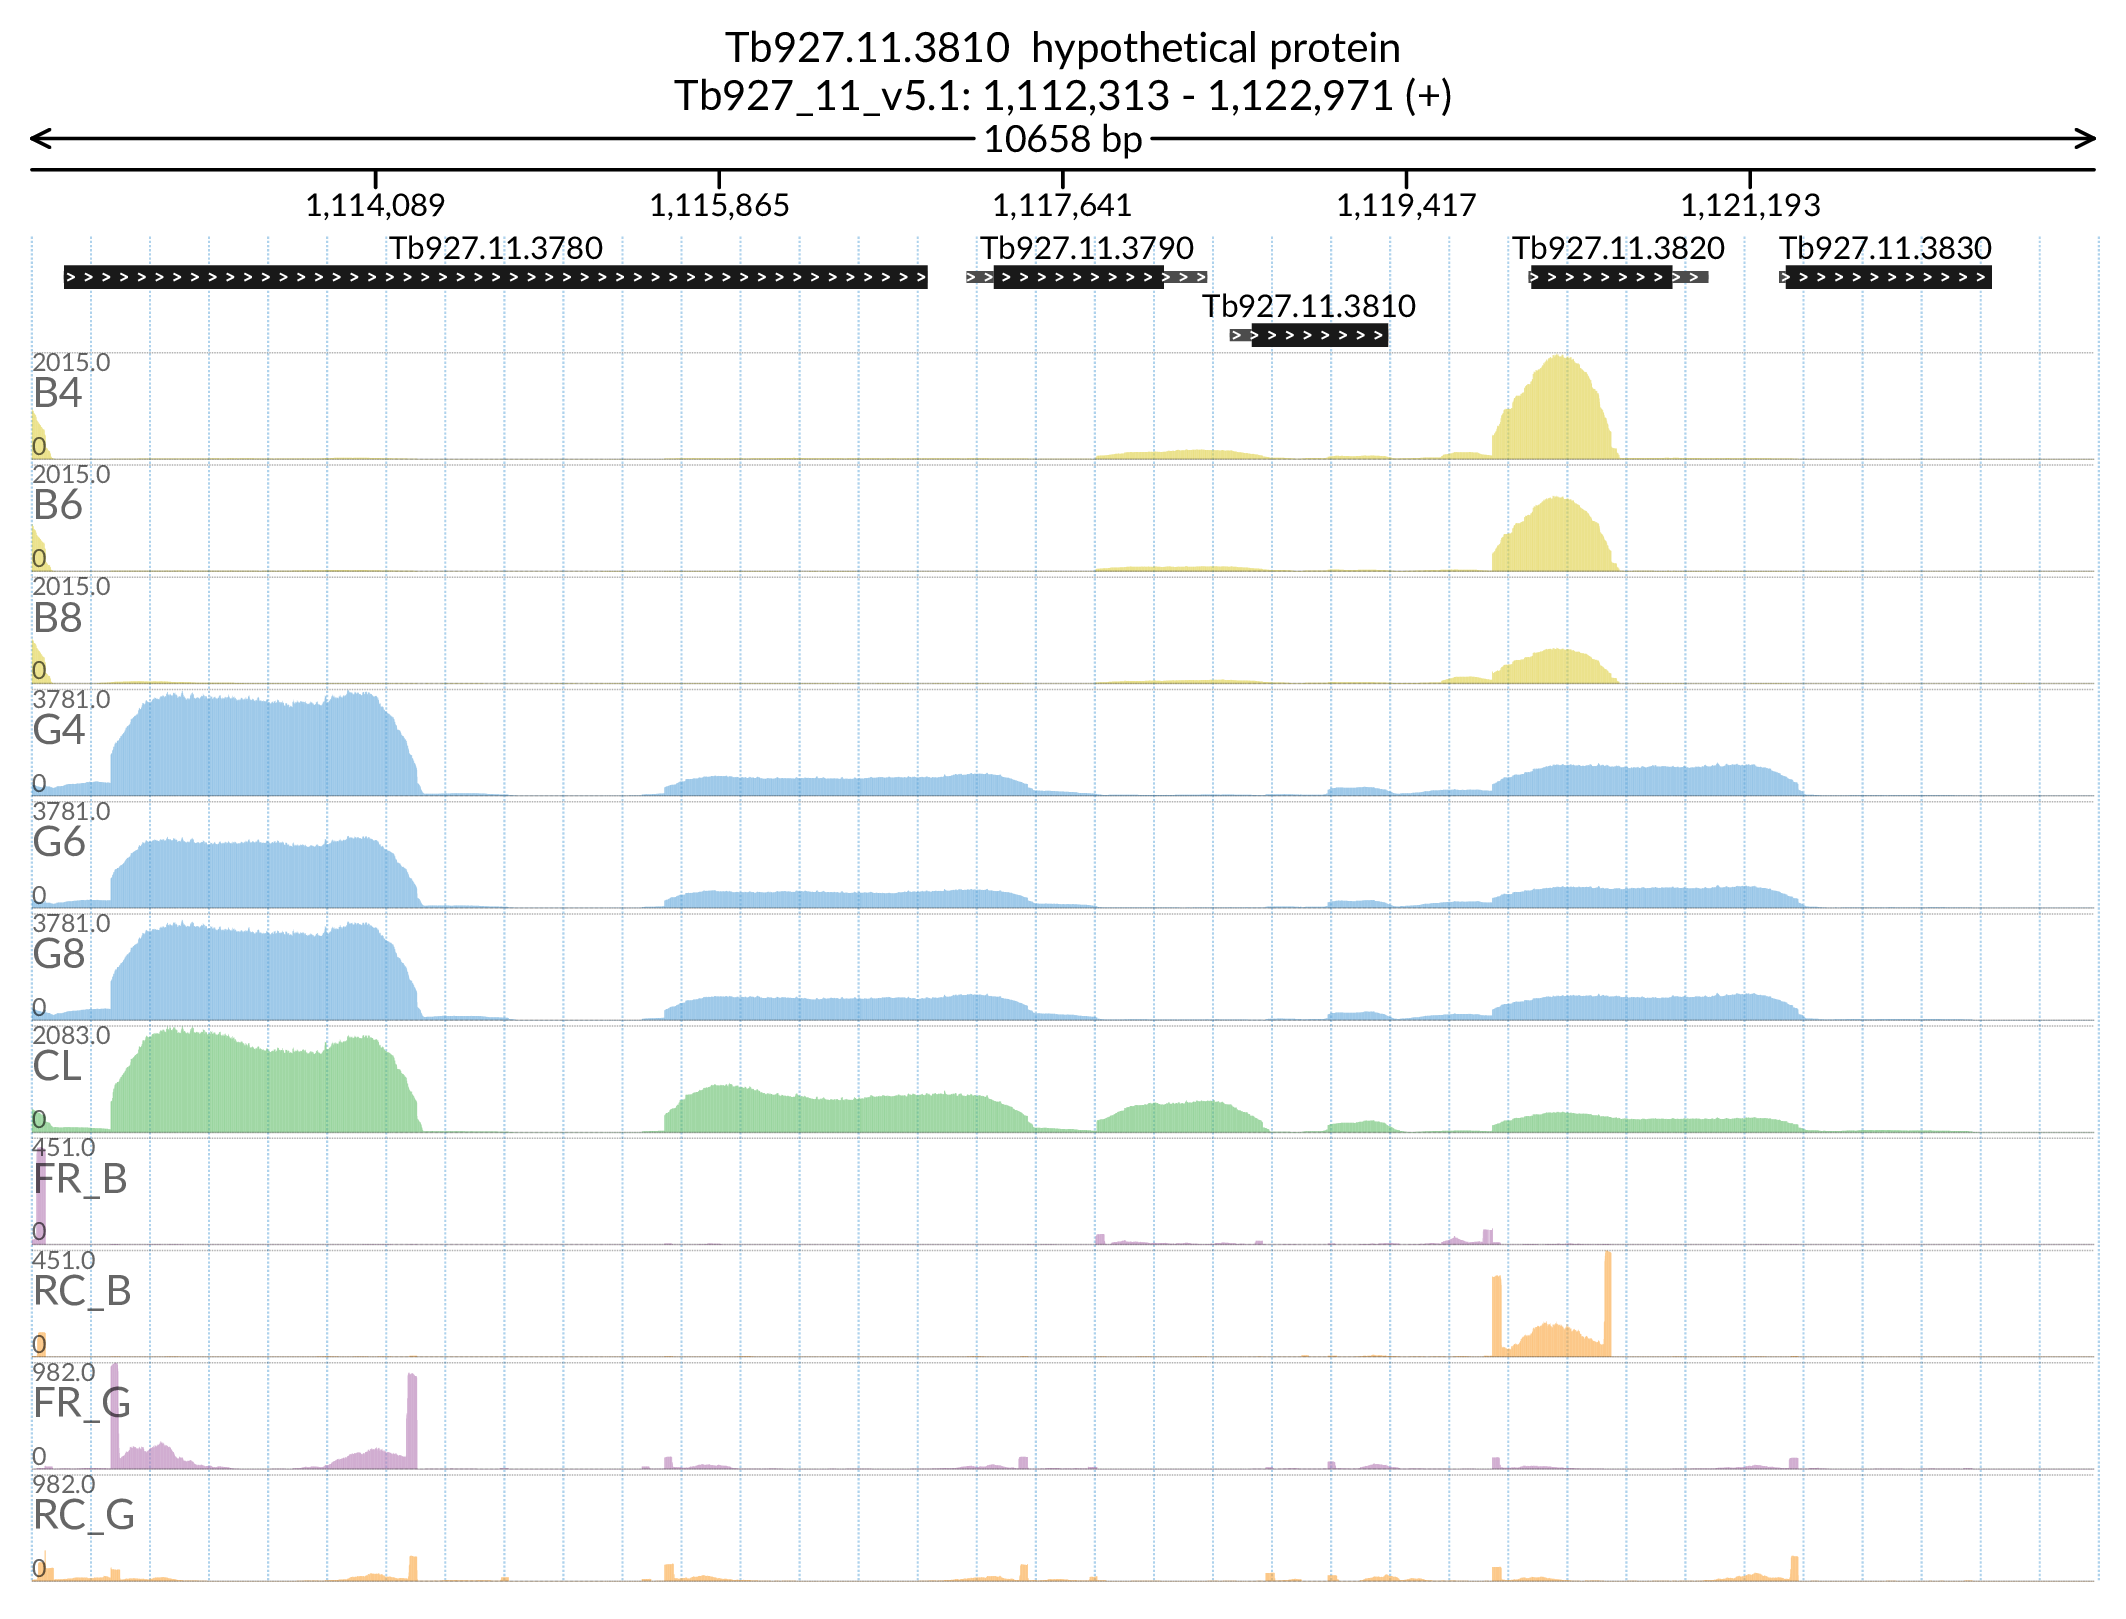 Tb927.11.3810 hypothetical protein
Tb927_11_v5.1: 1,112,313 - 1,122,971 (+)
10658 bp
1,114,089 1,115,865 1,117,641 1,119,417 1,121,193
Tb927.11.3780 Tb927.11.3790 Tb927.11.3820 Tb927.11.3830
Tb927.11.3810
2015.0
B4
0
2015.0
B6
0
2015.0
B8
0
3781.0
G4
0
3781.0
G6
0
3781.0
G8
0
2083.0
CL
0
451.0
FR_B
0
451.0
RC_B
0
982.0
FR_G
0
982.0
RC_G
0